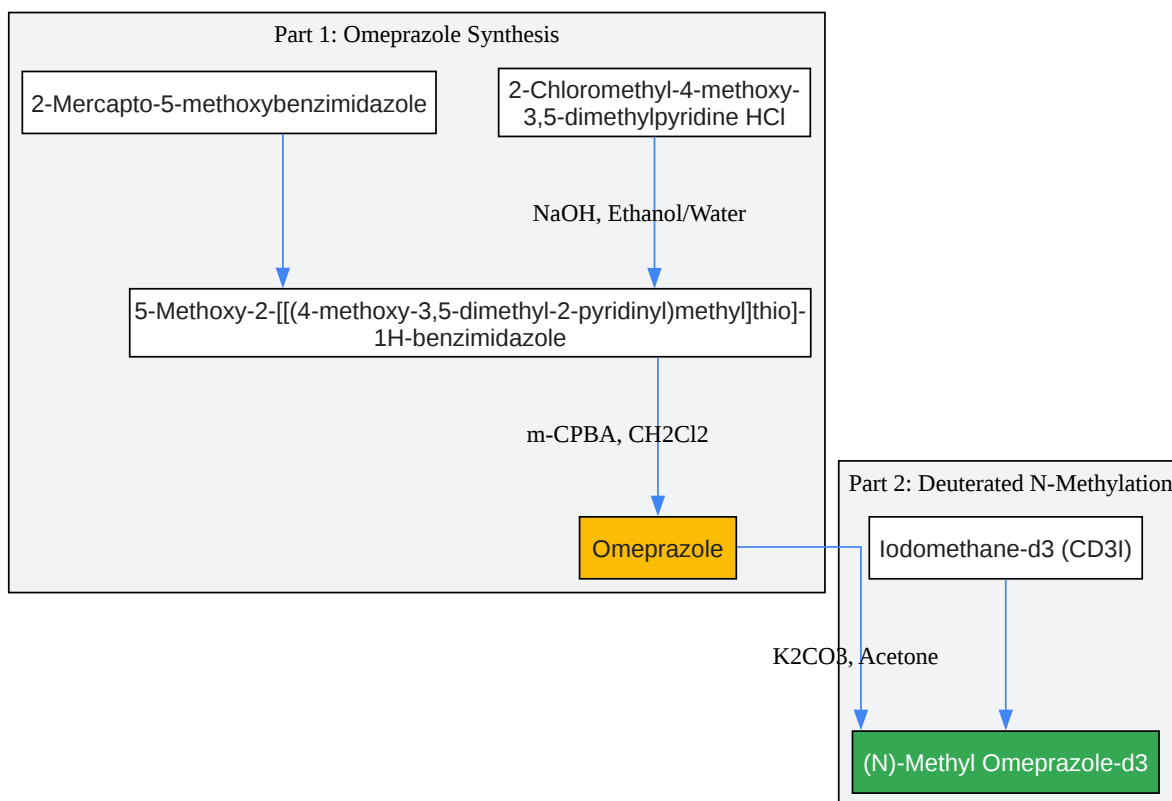 Part 1: Omeprazole Synthesis
2-Mercapto-5-methoxybenzimidazole
2-Chloromethyl-4-methoxy-
3,5-dimethylpyridine HCl
NaOH, Ethanol/Water
5-Methoxy-2-[[(4-methoxy-3,5-dimethyl-2-pyridinyl)methyl]thio]-
1H-benzimidazole
m-CPBA, CH2Cl2
Omeprazole
Part 2: Deuterated N-Methylation
Iodomethane-d3 (CD3I)
K2CO3, Acetone
(N)-Methyl Omeprazole-d3